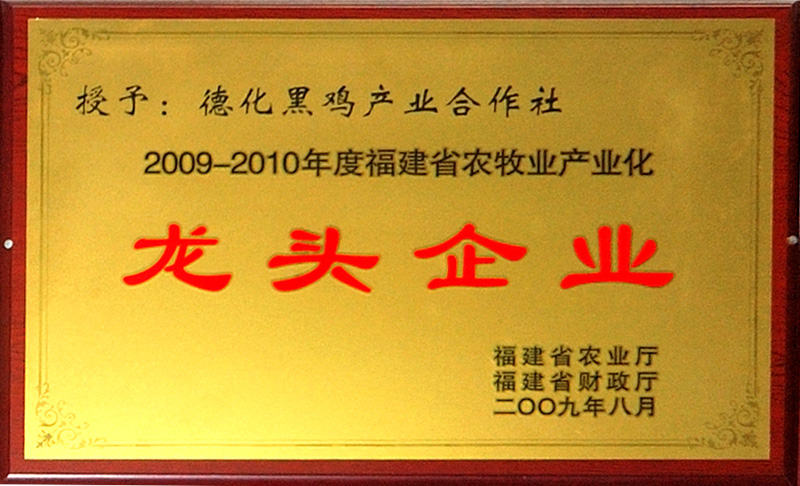 授予：德化黑鸡产业合作社
2009-2010年度福建省农牧业产业化
龙头企业
福建省农业厅
福建省财政厅
二〇〇九年八月